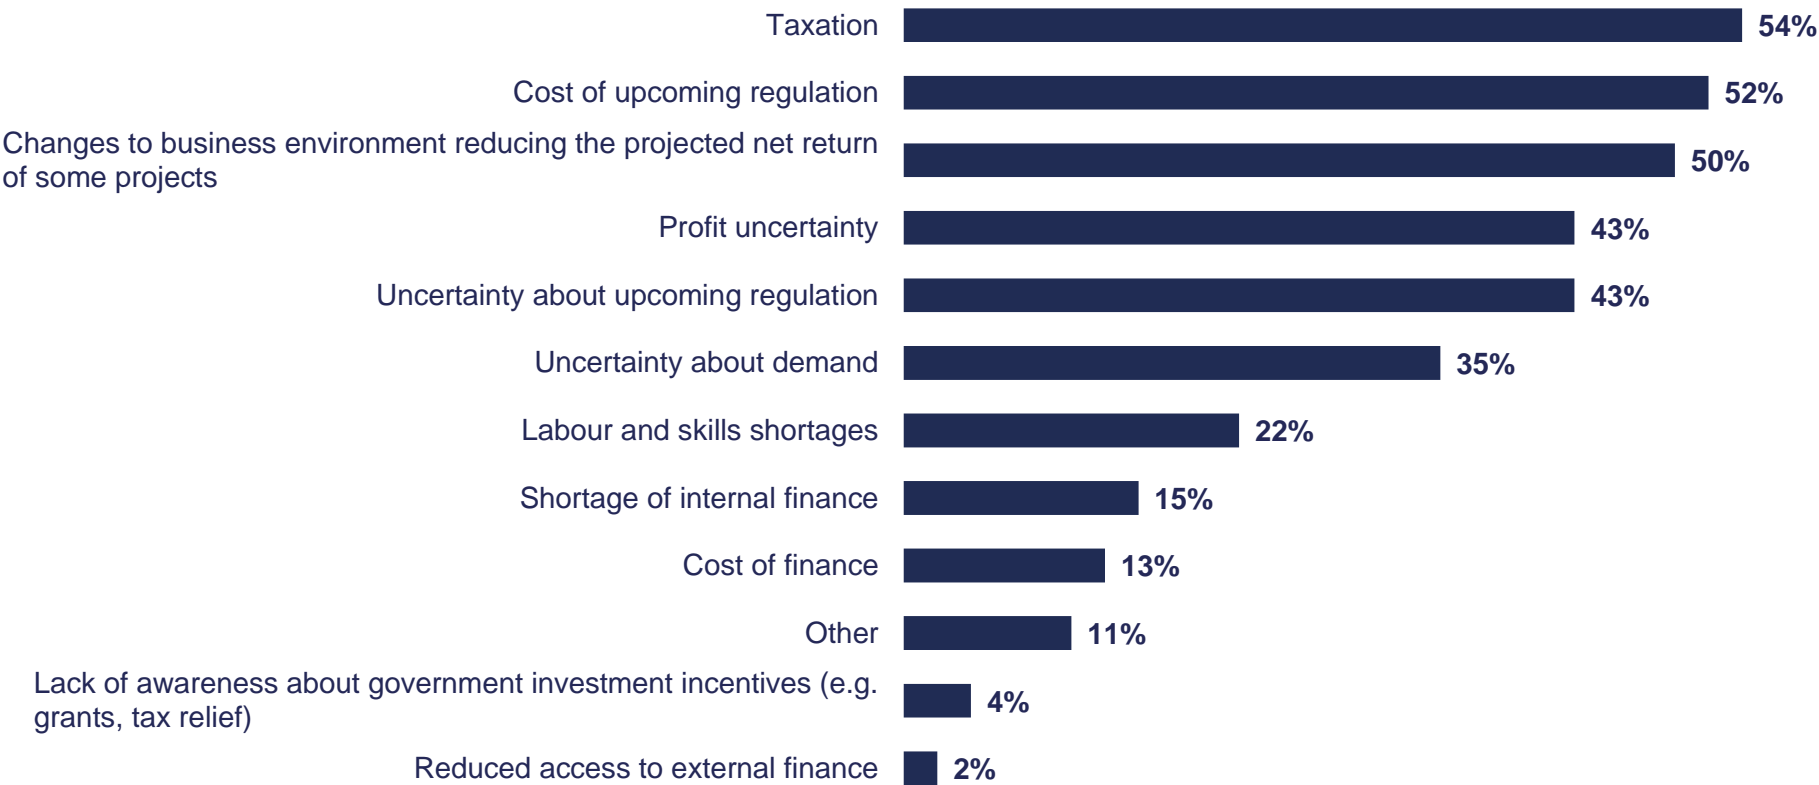 Taxation 54%
Cost of upcoming regulation 52%
Changes to business environment reducing the projected net return
of some projects 50%
Profit uncertainty 43%
Uncertainty about upcoming regulation 43%
Uncertainty about demand 35%
Labour and skills shortages 22%
Shortage of internal finance 15%
Cost of finance 13%
Other 11%
Lack of awareness about government investment incentives (e.g.
grants, tax relief) 4%
Reduced access to external finance 2%